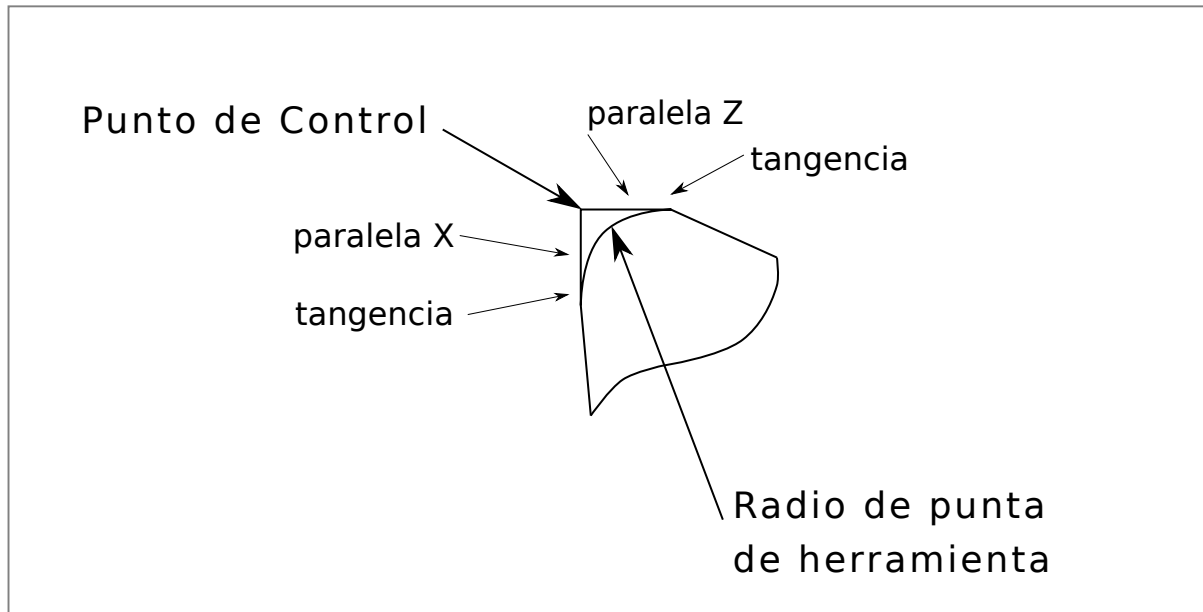 Punto de Control
paralela Z
tangencia
paralela X
tangencia
Radio de punta
de herramienta